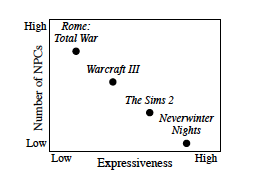 High
Rome:
Total War
Warcraft III
The Sims 2
Neverwinter
Nights
Number of NPCs
Low
Low
High
Expressiveness